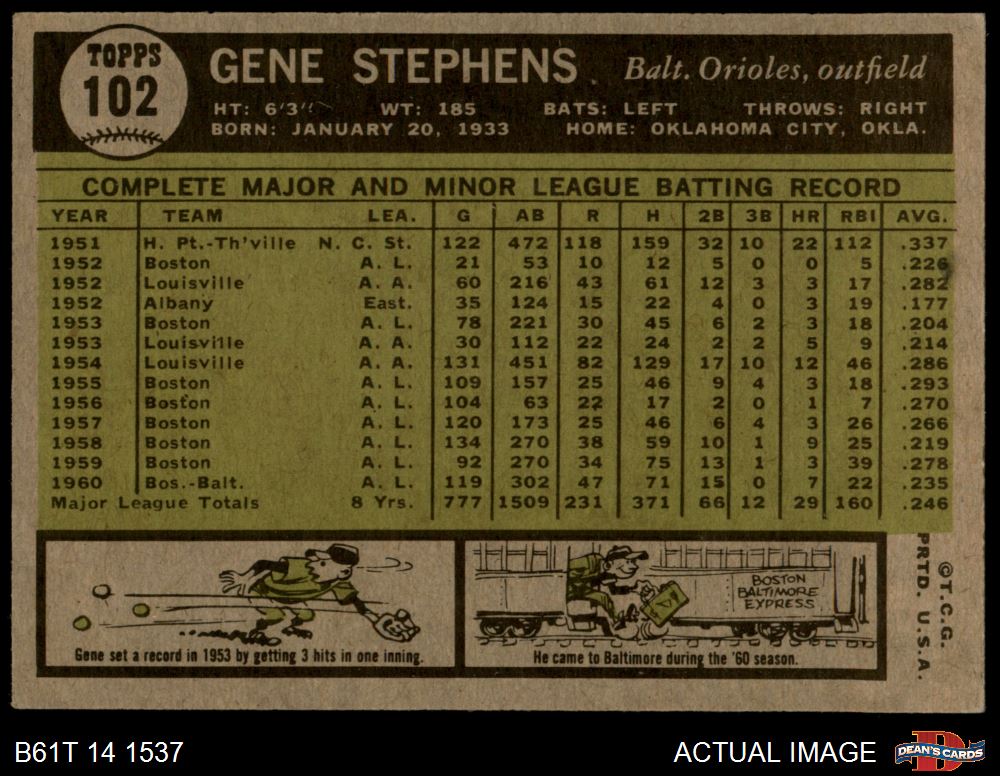 TOPPS
102
GENE STEPHENS Balt. Orioles, outfield
HT: 6'3" WT: 185 BATS: LEFT THROWS: RIGHT
BORN: JANUARY 20, 1933 HOME: OKLAHOMA CITY, OKLA.
COMPLETE MAJOR AND MINOR LEAGUE BATTING RECORD
YEAR TEAM LEA. G AB R H 2B 3B HR RBI AVG.
1951 H. Pt.-Th'ville N. C. St. 122 472 118 159 32 10 22 112 .337
1952 Boston A. L. 21 53 10 12 5 0 0 5 .226
1952 Louisville A. A. 60 216 43 61 12 3 3 17 .282
1952 Albany East. 35 124 15 22 4 0 3 19 .177
1953 Boston A. L. 78 221 30 45 6 2 3 18 .204
1953 Louisville A. A. 30 112 22 24 2 2 5 9 .214
1954 Louisville A. A. 131 451 82 129 17 10 12 46 .286
1955 Boston A. L. 109 157 25 46 9 4 3 18 .293
1956 Boston A. L. 104 63 22 17 2 0 1 7 .270
1957 Boston A. L. 120 173 25 46 6 4 3 26 .266
1958 Boston A. L. 134 270 38 59 10 1 9 25 .219
1959 Boston A. L. 92 270 34 75 13 1 3 39 .278
1960 Bos.-Balt. A. L. 119 302 47 71 15 0 7 22 .235
Major League Totals 8 Yrs. 777 1509 231 371 66 12 29 160 .246
Gene set a record in 1953 by getting 3 hits in one inning.
BOSTON
BALTIMORE
EXPRESS
He came to Baltimore during the '60 season.
©T.C.G.
PRTD. U.S.A.
B61T 14 1537 ACTUAL IMAGE DEAN'S CARDS